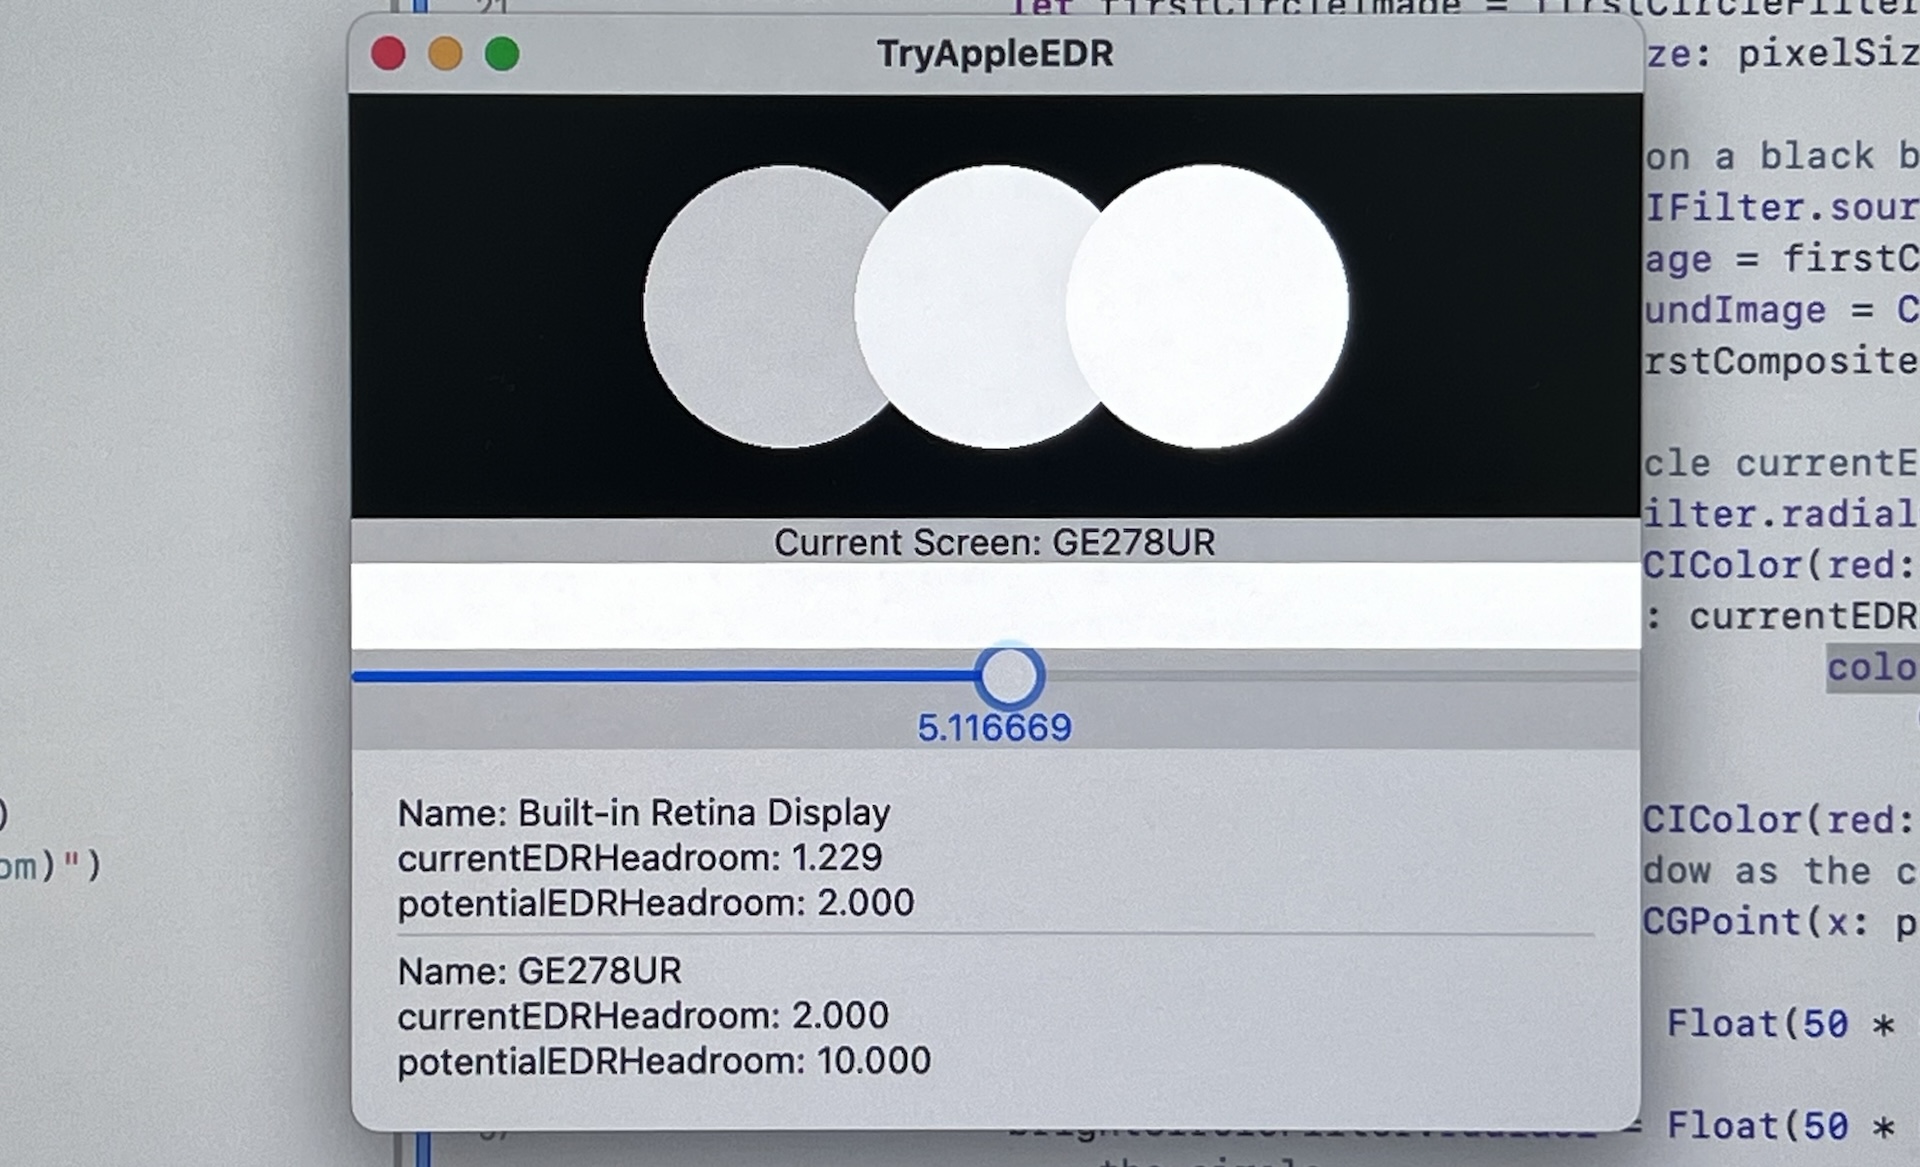 21
TryAppleEDR
ze: pixelSiz
on a black b
IFilter.sour
age = firstC
undImage = C
rstComposite
cle currentE
ilter.radial
CIColor(red:
: currentEDR
colo
Current Screen: GE278UR
5.116669
Name: Built-in Retina Display
currentEDRHeadroom: 1.229
potentialEDRHeadroom: 2.000
Name: GE278UR
currentEDRHeadroom: 2.000
potentialEDRHeadroom: 10.000
)
om)")
CIColor(red:
dow as the c
CGPoint(x: p
Float(50 *
= Float(50 *